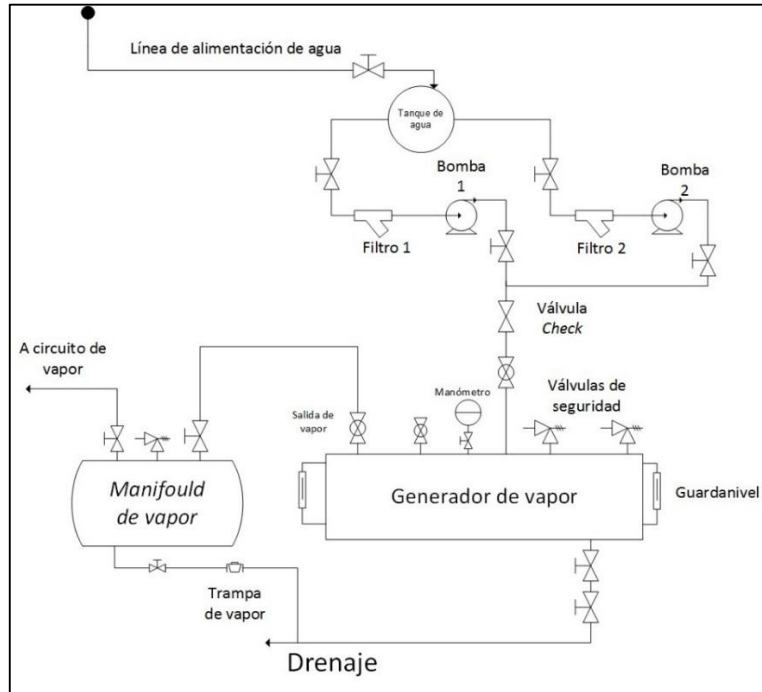 Línea de alimentación de agua
Tanque de
agua
Bomba
1
Bomba
2
Filtro 1
Filtro 2
Válvula
Check
A circuito de
vapor
Salida de
vapor
Manómetro
Válvulas de
seguridad
Manifould
de vapor
Generador de vapor
Guardanivel
Trampa
de vapor
Drenaje